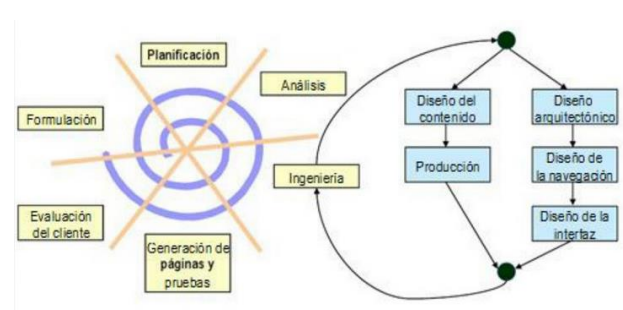 Planificación
Análisis
Formulación
Ingeniería
Evaluación
del cliente
Generación de
páginas y
pruebas
Diseño del
contenido
Producción
Diseño
arquitectónico
Diseño de
la navegación
Diseño de la
interfaz